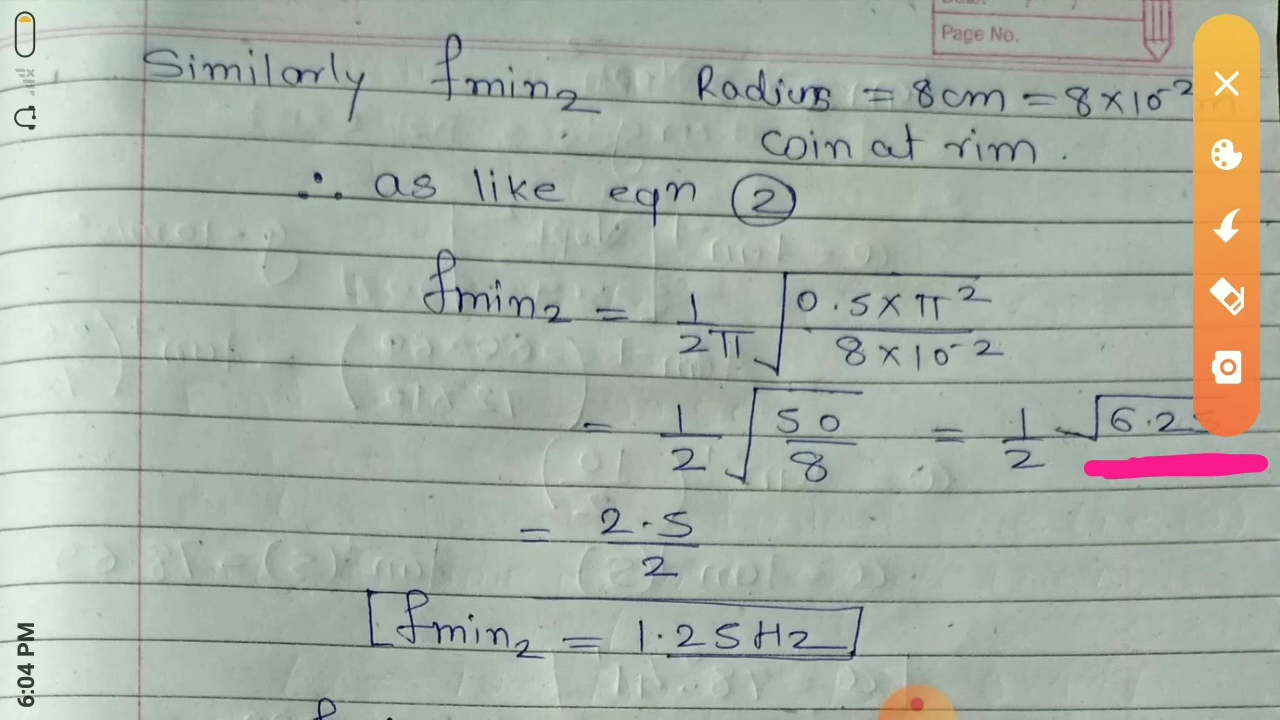 Page No.
Similarly fmin₂ Radius = 8cm = 8×10⁻²
coin at rim.
∴ as like eqn ②
fmin₂ = 1/2π √(0.5×π²/8×10⁻²)
= 1/2 √(50/8) = 1/2 √6.25
= 2.5/2
fmin₂ = 1.25Hz
6:04 PM